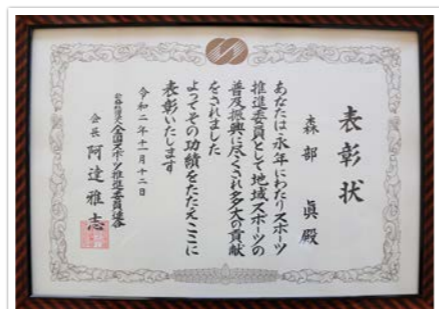 表彰状
森部 眞 殿
あなたは永年にわたりスポーツ
推進委員として地域スポーツの
普及振興に尽くされ多大の貢献
をされました
よってその功績をたたえここに
表彰いたします
令和二年十一月十二日
公益社団法人全国スポーツ推進委員連合
会長 阿達雅志